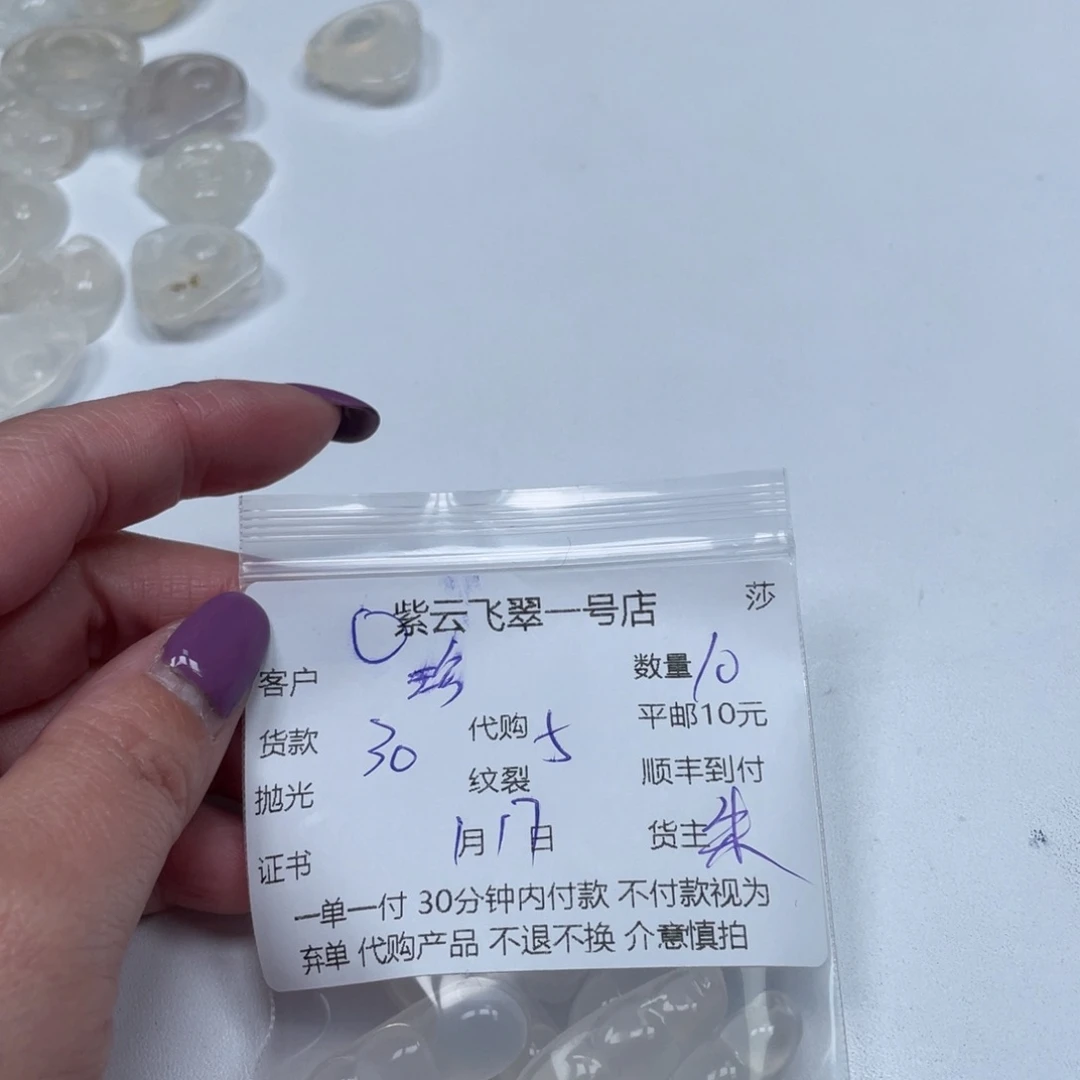 紫云飞翠一号店 莎
客户 数量 10
货款 30 代购 5 平邮10元
抛光 纹裂 顺丰到付
证书 1月17日 货主 朱
一单一付 30分钟内付款 不付款视为
弃单 代购产品 不退不换 介意慎拍